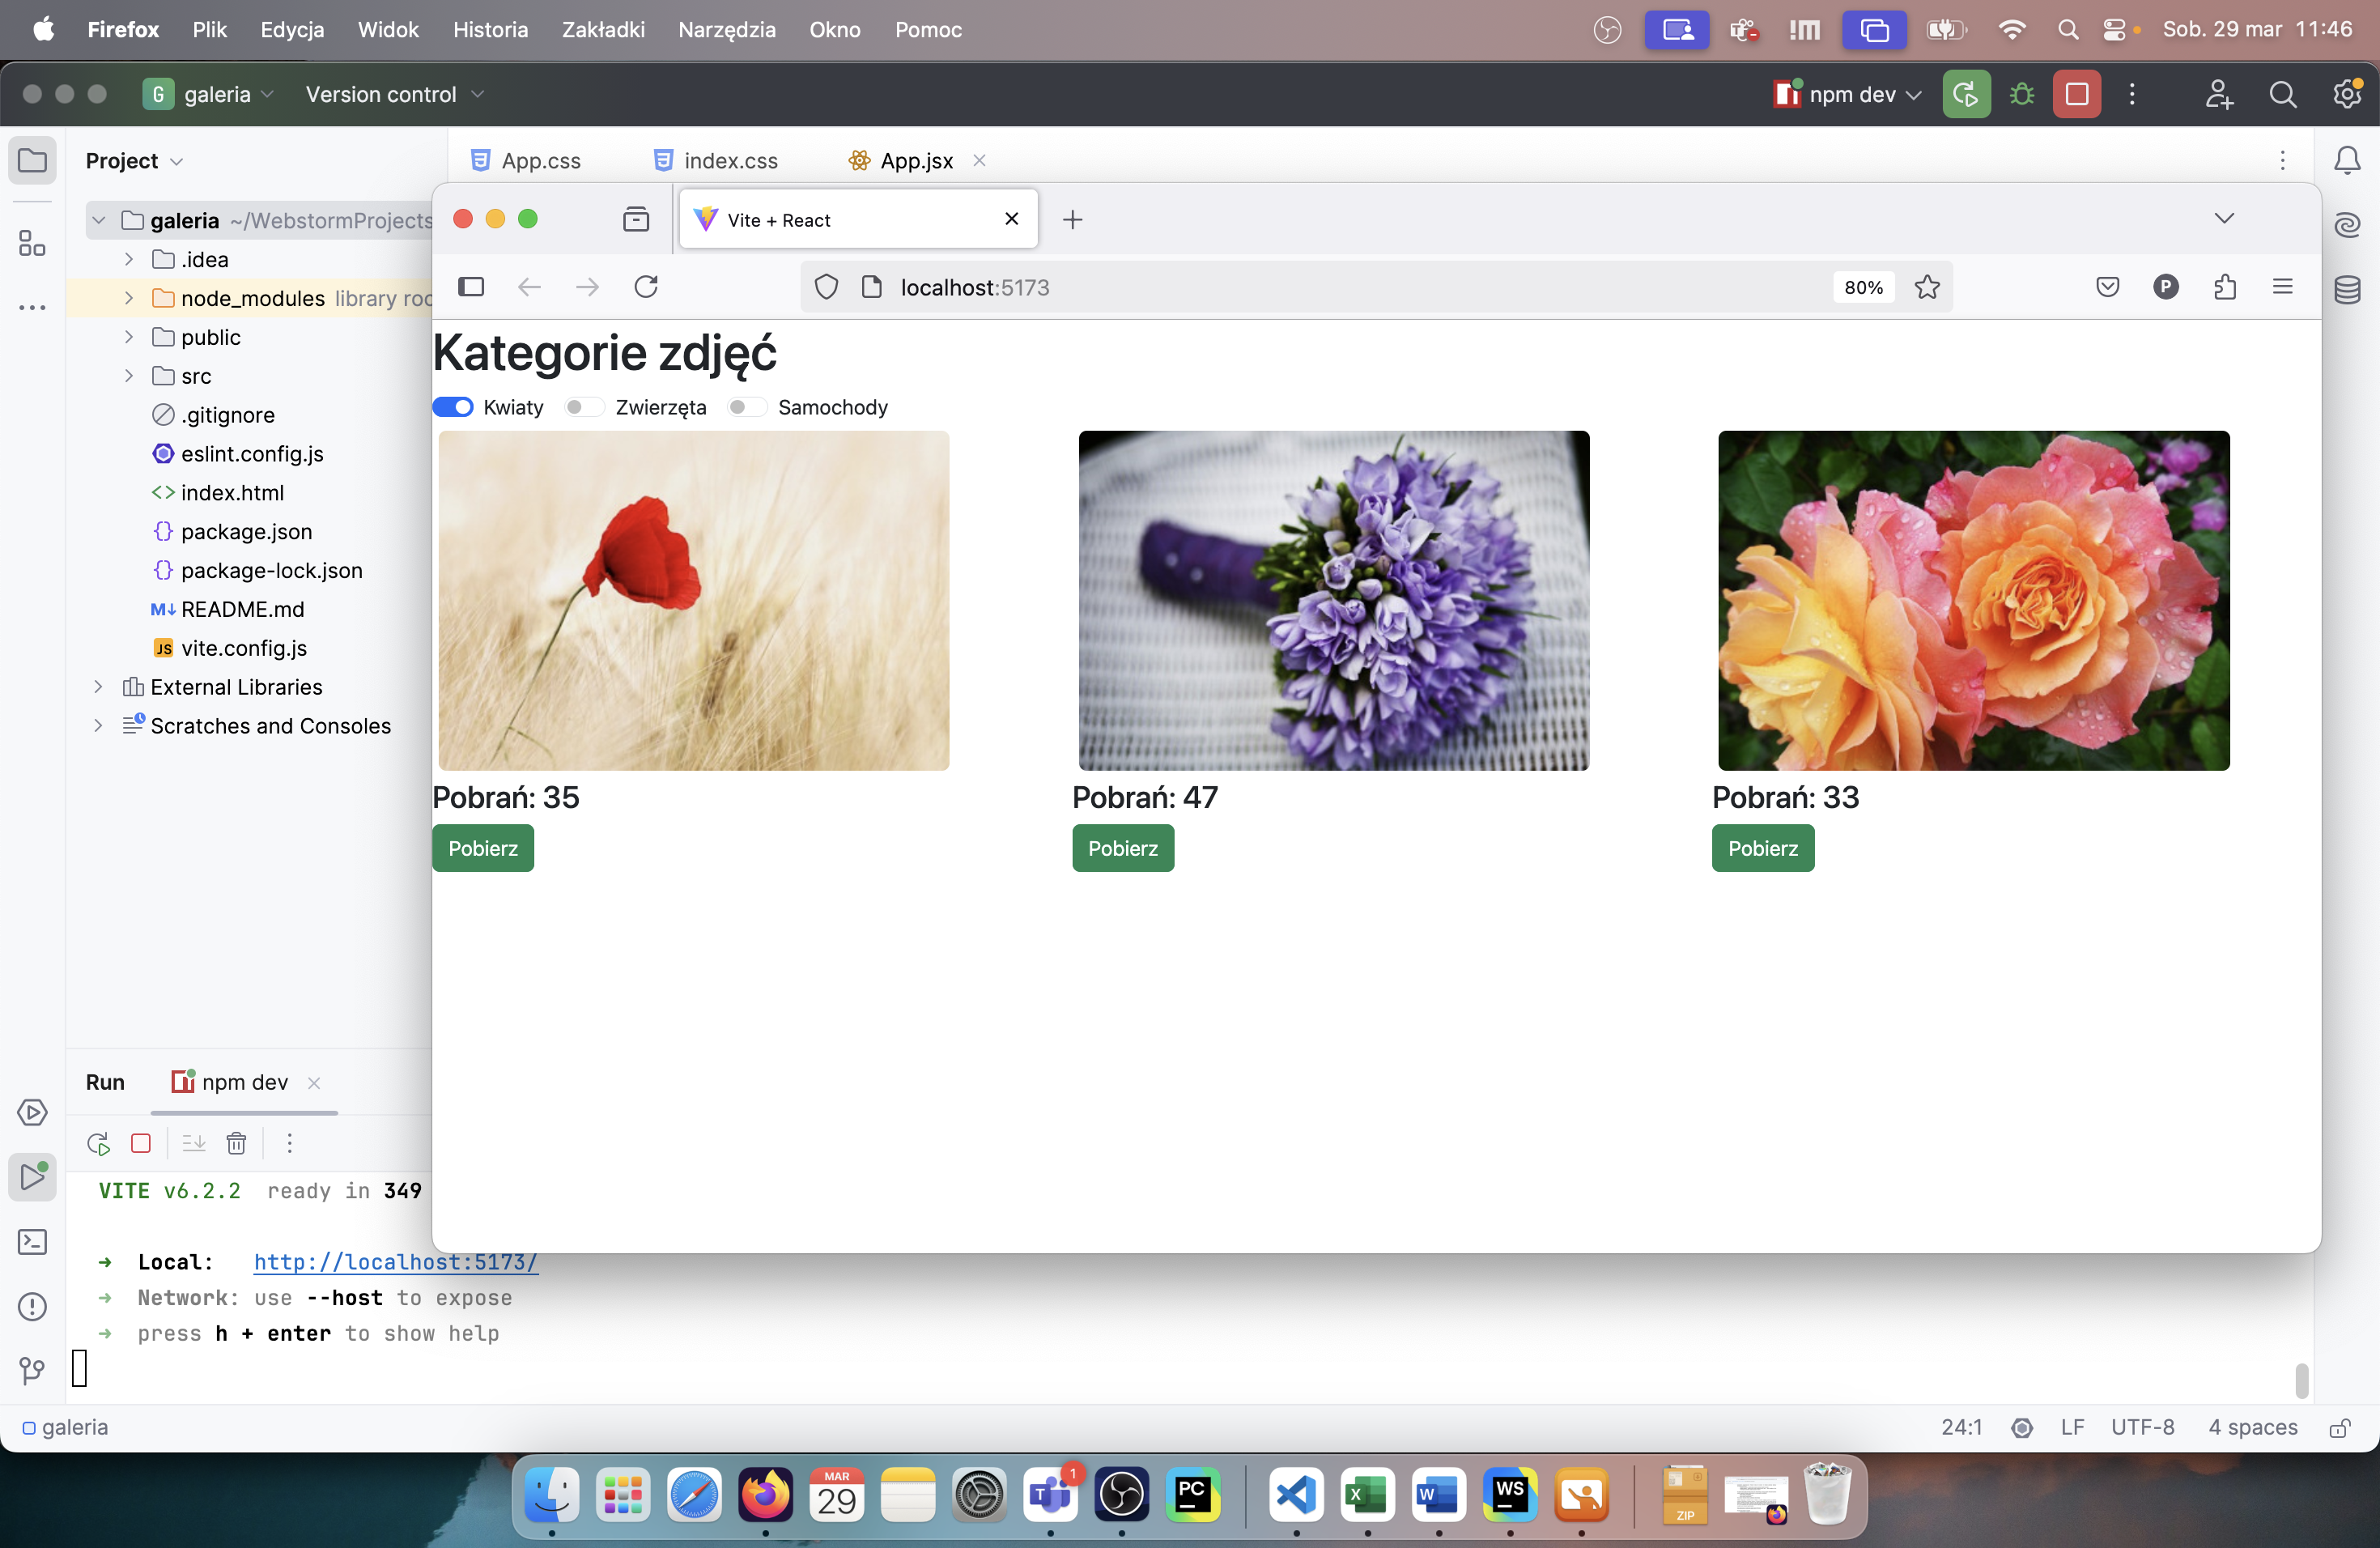 Firefox Plik Edycja Widok Historia Zakładki Narzędzia Okno Pomoc Sob. 29 mar 11:46
G galeria Version control npm dev
Project App.css index.css App.jsx
galeria ~/WebstormProjects
.idea
node_modules library roo
public
src
.gitignore
eslint.config.js
index.html
package.json
package-lock.json
README.md
vite.config.js
External Libraries
Scratches and Consoles
Vite + React
localhost:5173 80% P
Kategorie zdjęć
Kwiaty Zwierzęta Samochody
Pobrań: 35 Pobrań: 47 Pobrań: 33
Pobierz Pobierz Pobierz
Run npm dev
VITE v6.2.2 ready in 349
➜ Local: http://localhost:5173/
➜ Network: use --host to expose
➜ press h + enter to show help
galeria 24:1 LF UTF-8 4 spaces
MAR
29
T 1
PC
X
W
WS
ZIP